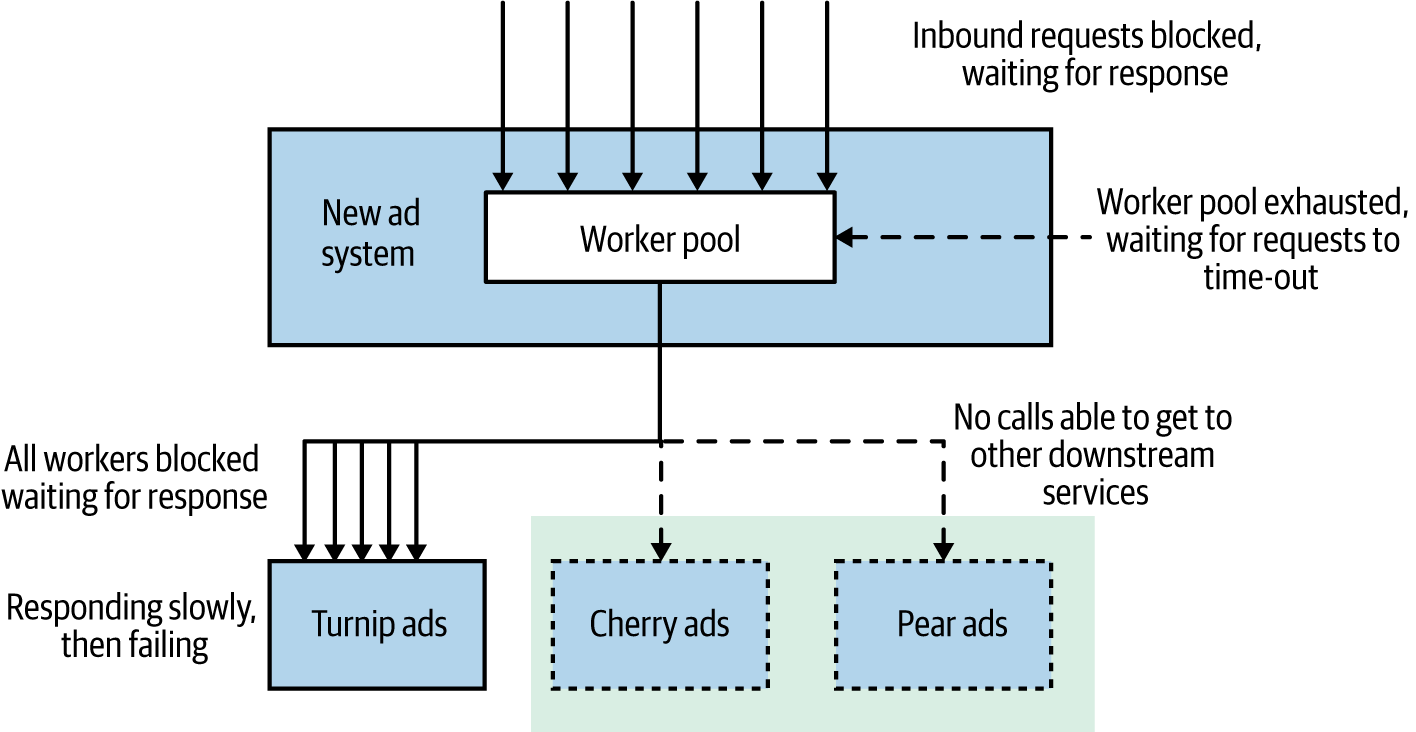 Inbound requests blocked,
waiting for response
New ad
system
Worker pool
Worker pool exhausted,
waiting for requests to
time-out
All workers blocked
waiting for response
No calls able to get to
other downstream
services
Responding slowly,
then failing
Turnip ads
Cherry ads
Pear ads